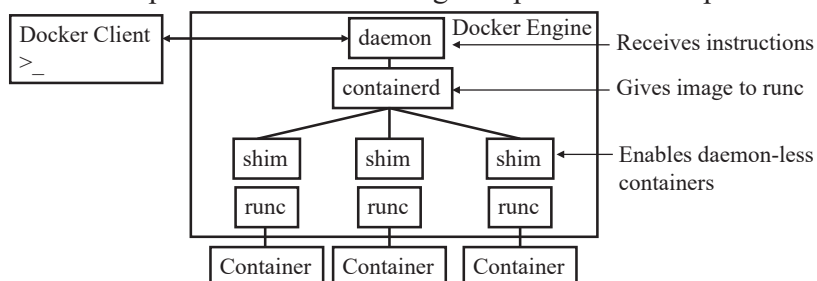 Docker Client
>_
daemon
Docker Engine
Receives instructions
containerd
Gives image to runc
shim
shim
shim
Enables daemon-less
containers
runc
runc
runc
Container
Container
Container